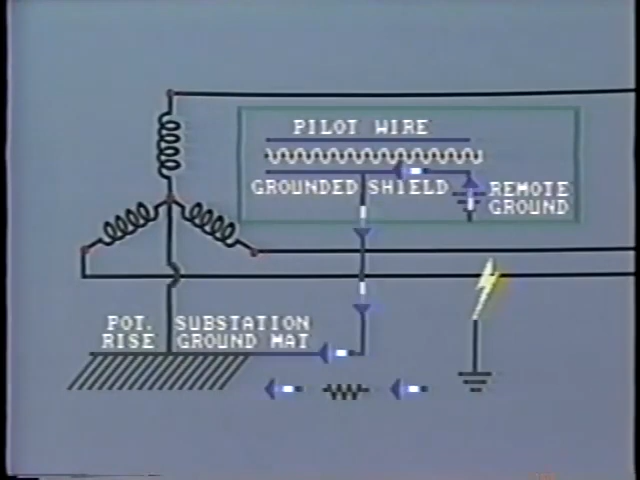 PILOT WIRE
GROUNDED SHIELD
REMOTE
GROUND
POT. SUBSTATION
RISE GROUND MAT